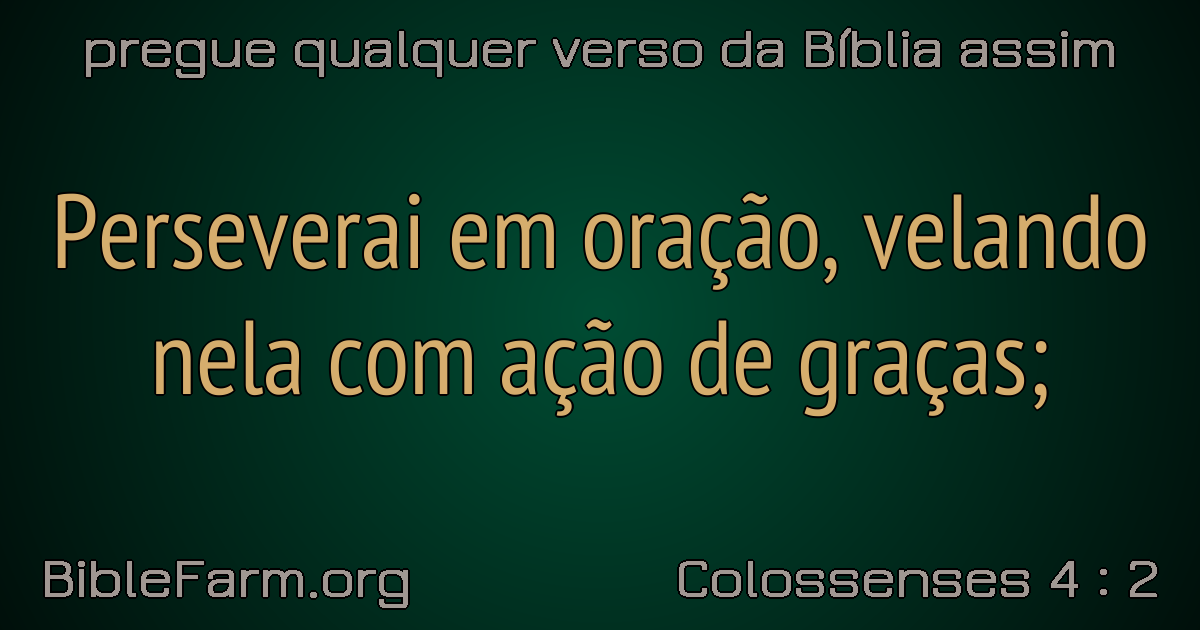 pregue qualquer verso da Bíblia assim
Perseverai em oração, velando
nela com ação de graças;
BibleFarm.org
Colossenses 4 : 2